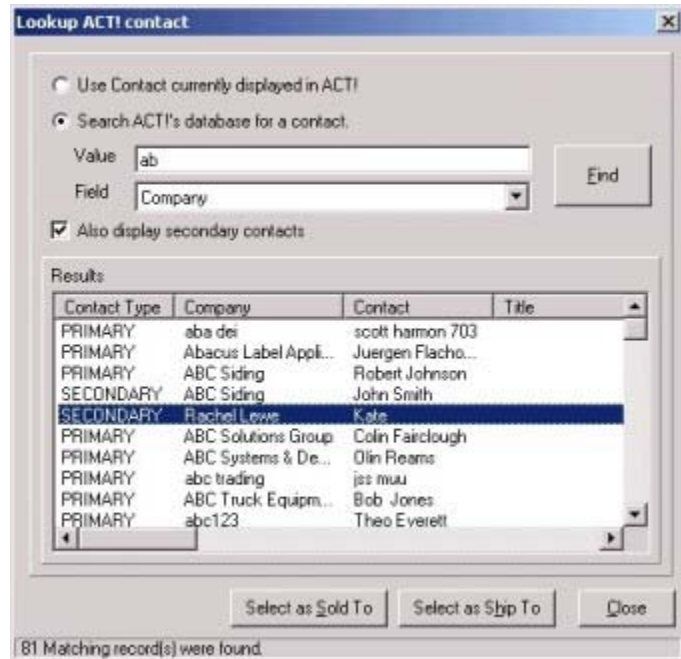 Lookup ACT! contact
Use Contact currently displayed in ACT!
Search ACT!'s database for a contact.
Value ab
Find
Field Company
Also display secondary contacts
Results
Contact Type Company Contact Title
PRIMARY aba dei scott harmon 703
PRIMARY Abacus Label Appli... Juergen Flacho...
PRIMARY ABC Siding Robert Johnson
SECONDARY ABC Siding John Smith
SECONDARY Rachel Lewe Kate
PRIMARY ABC Solutions Group Colin Fairclough
PRIMARY ABC Systems & De... Olin Reams
PRIMARY abc trading jss muu
PRIMARY ABC Truck Equipm... Bob Jones
PRIMARY abc123 Theo Everett
Select as Sold To Select as Ship To Close
81 Matching record(s) were found.